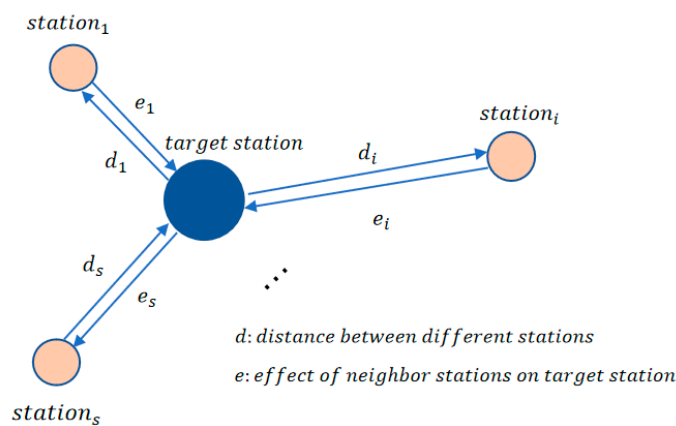 station₁
e₁
target station
d₁
dᵢ
stationᵢ
eᵢ
dₛ
eₛ
...
d: distance between different stations
e: effect of neighbor stations on target station
stationₛ